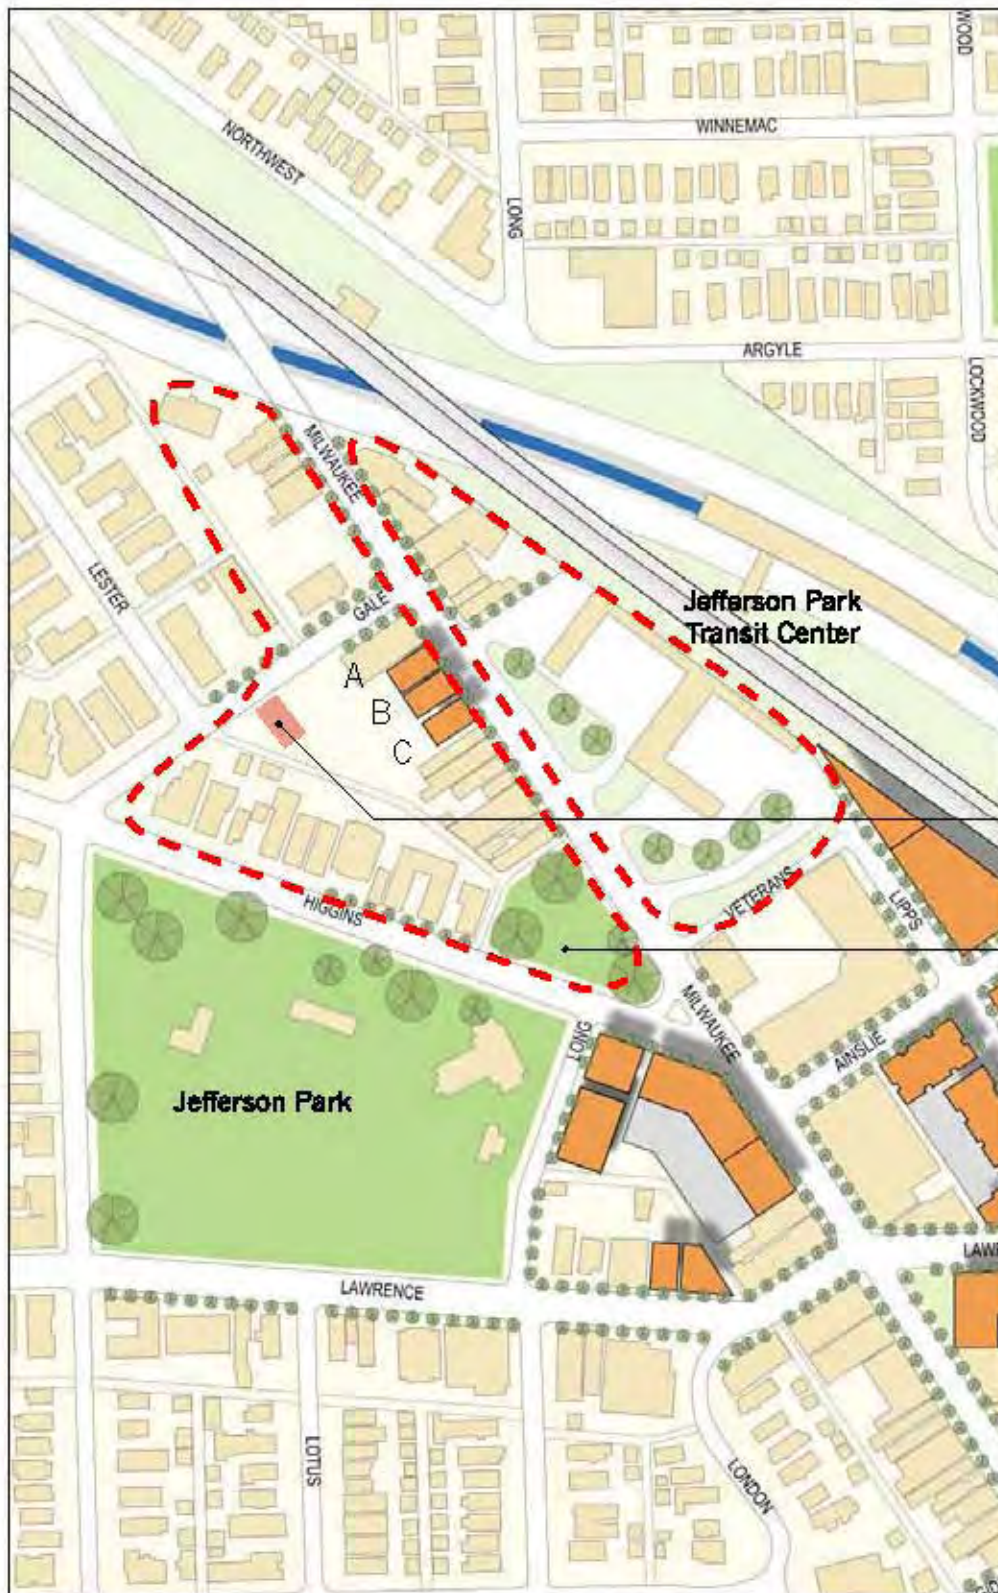 WOOD
WINNEMAC
NORTHWEST
LONG
ARGYLE
LOCKWOOD
MILWAUKEE
LESTER
GALE
Jefferson Park
Transit Center
A
B
C
HIGGINS
VETERANS
LIPPS
MILWAUKEE
LONG
AINSLIE
Jefferson Park
LAWRENCE
LAWR
LOTUS
LONDON